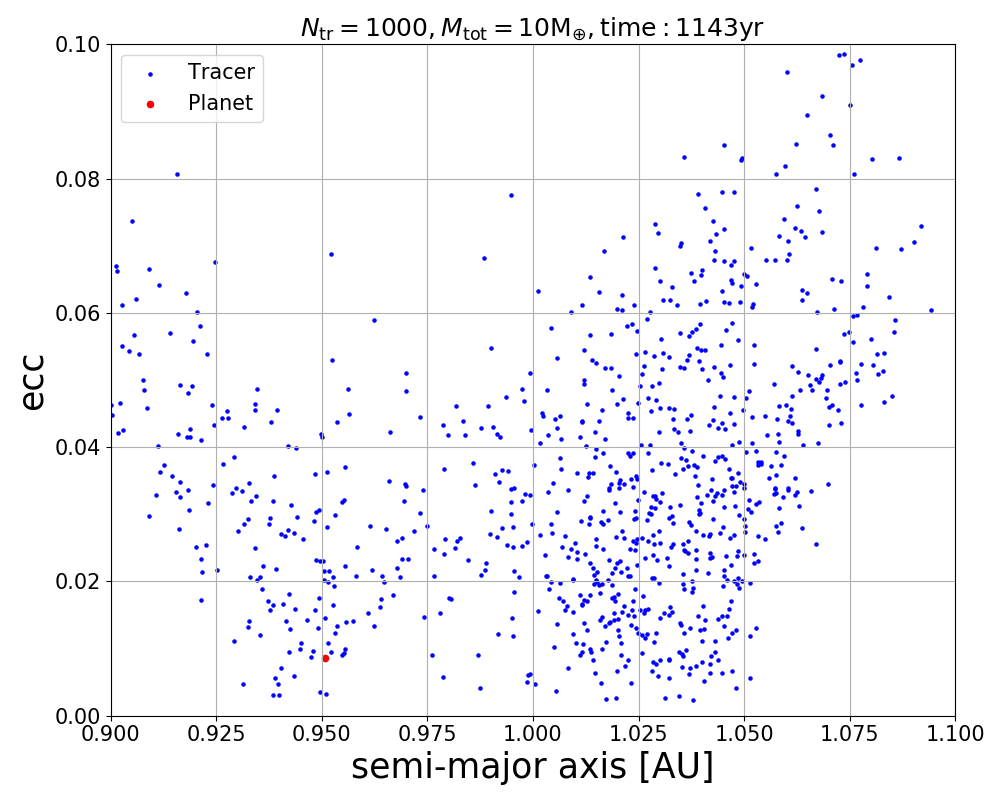 N_tr = 1000, M_tot = 10M_⊕, time : 1143yr
Tracer
Planet
0.10
0.08
0.06
0.04
0.02
0.00
ecc
0.900 0.925 0.950 0.975 1.000 1.025 1.050 1.075 1.100
semi-major axis [AU]